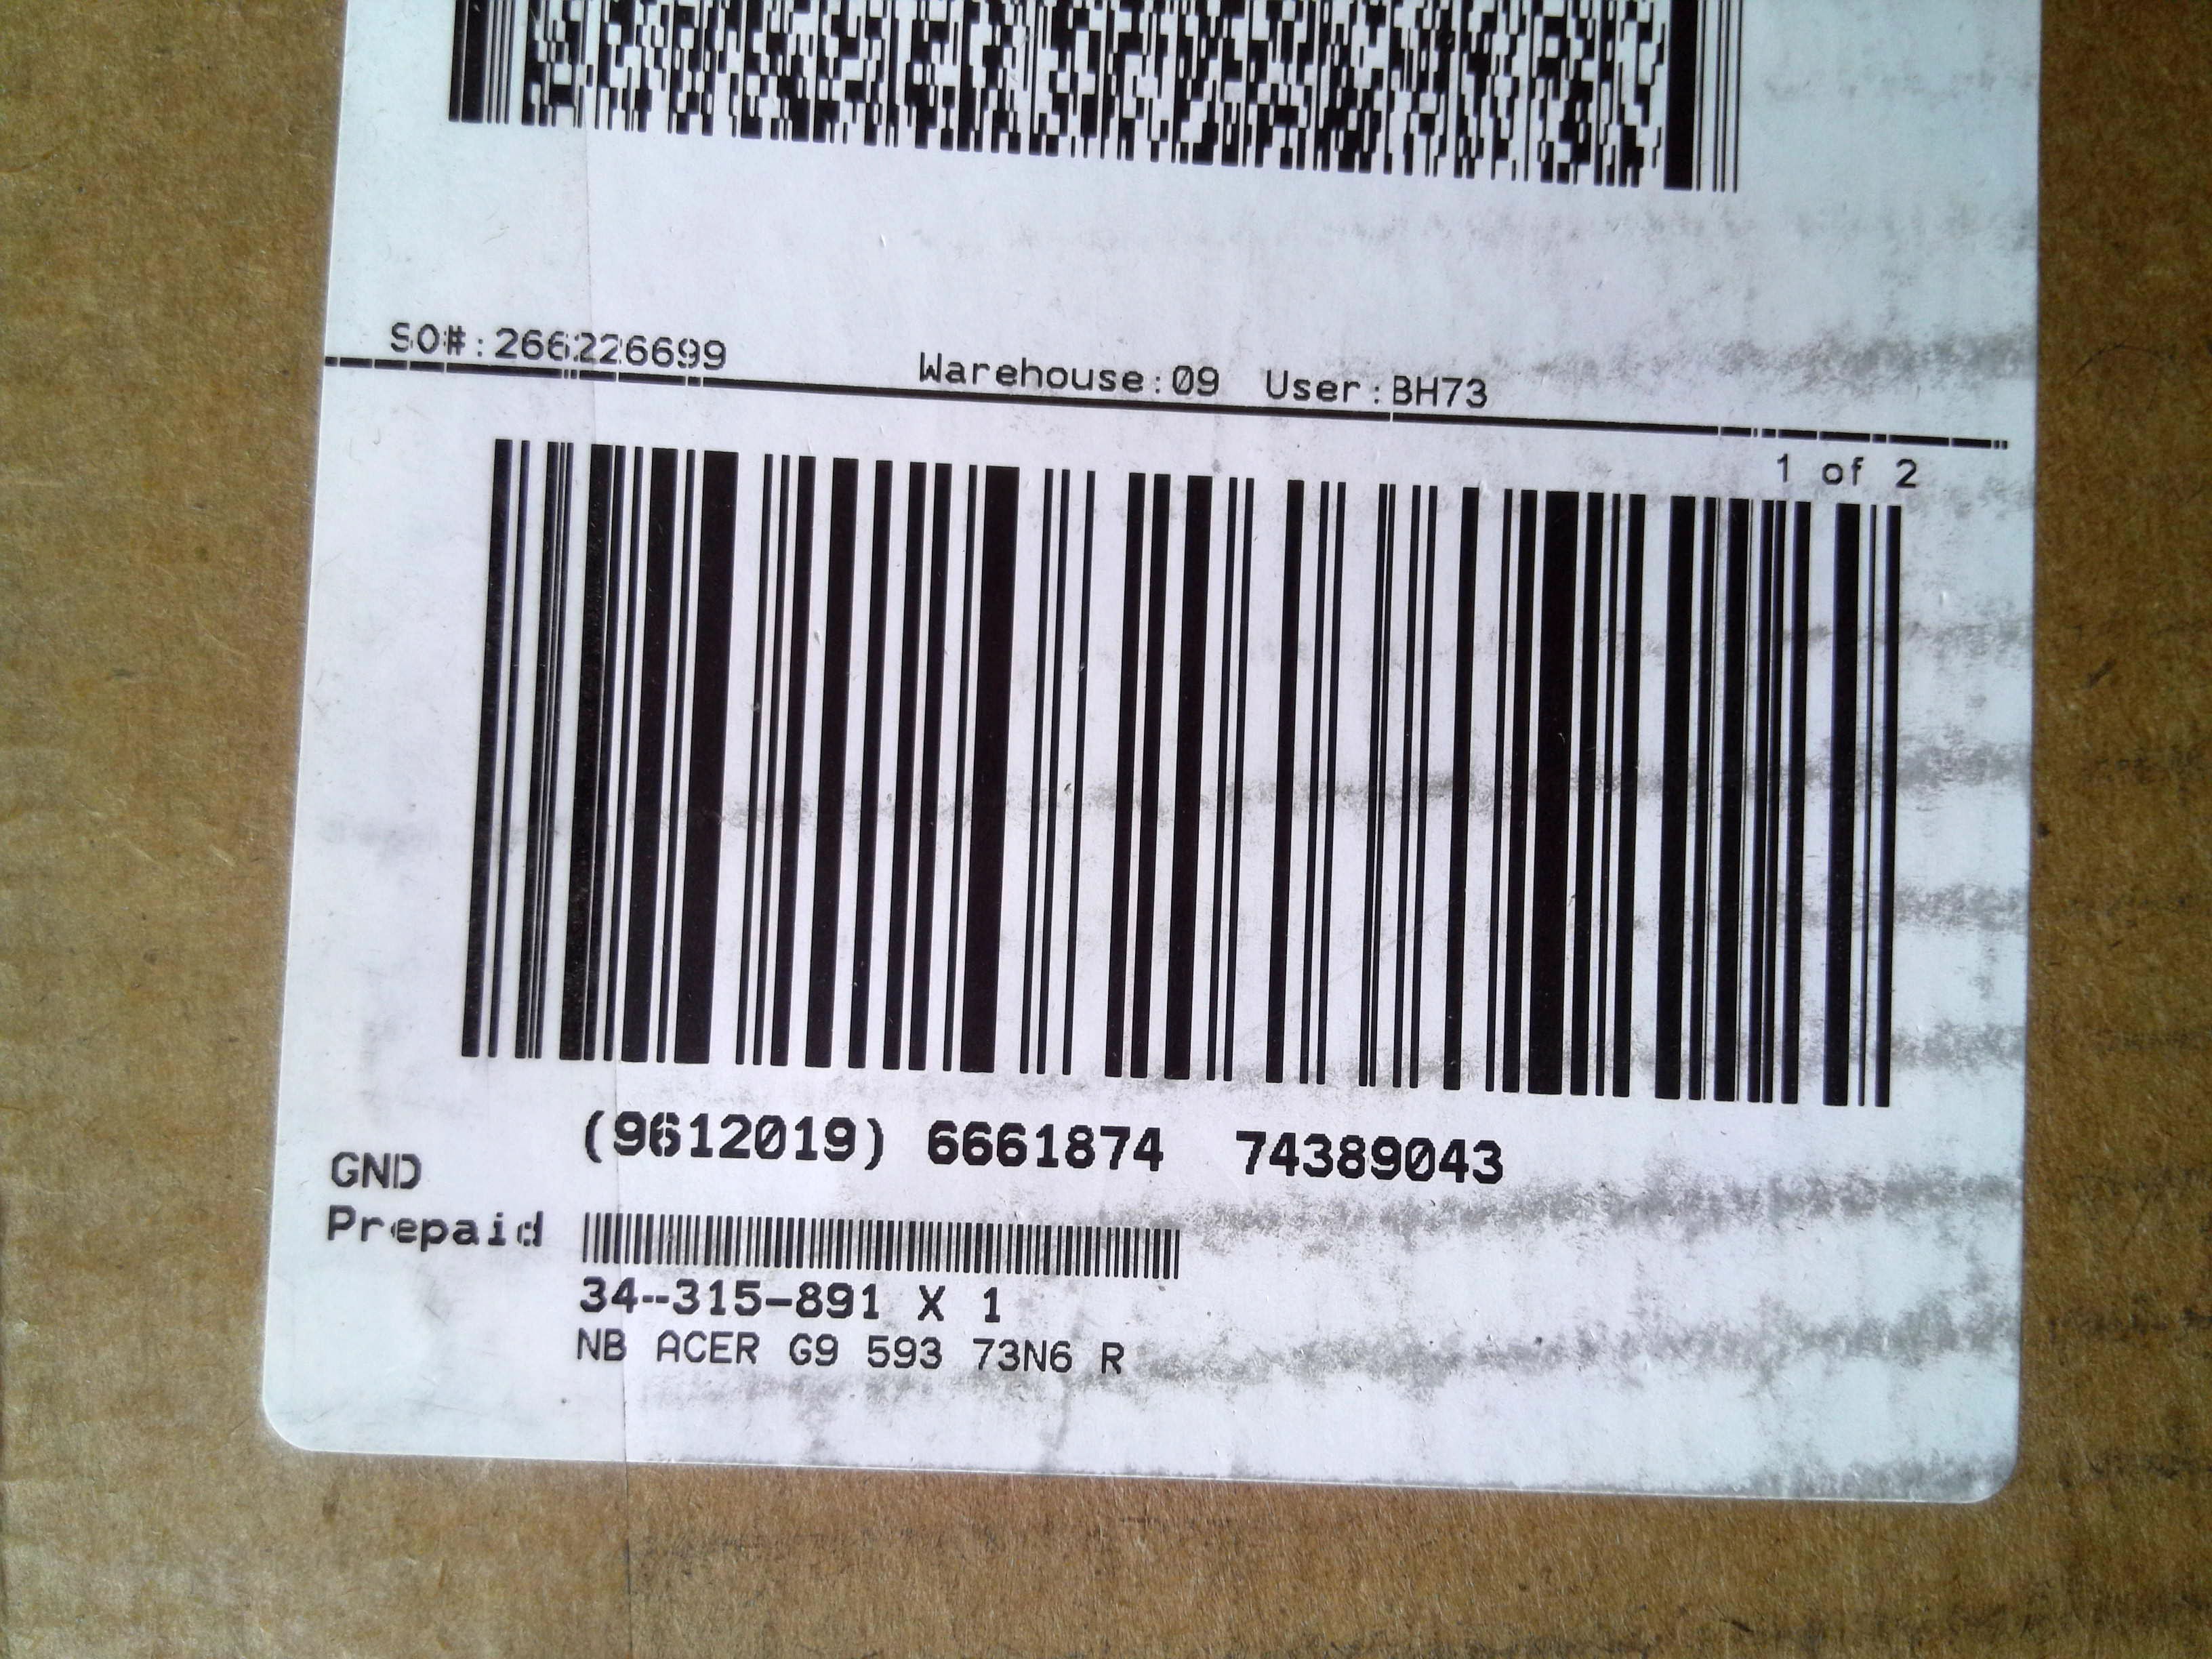 SO#:266226699 Warehouse:09 User:BH73
1 of 2
(9612019) 6661874 74389043
GND
Prepaid
34--315-891 X 1
NB ACER G9 593 73N6 R